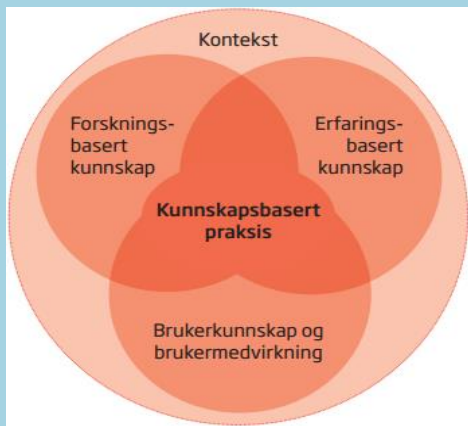 Kontekst
Forsknings-
basert
kunnskap
Erfarings-
basert
kunnskap
Kunnskapsbasert
praksis
Brukerkunnskap og
brukermedvirkning